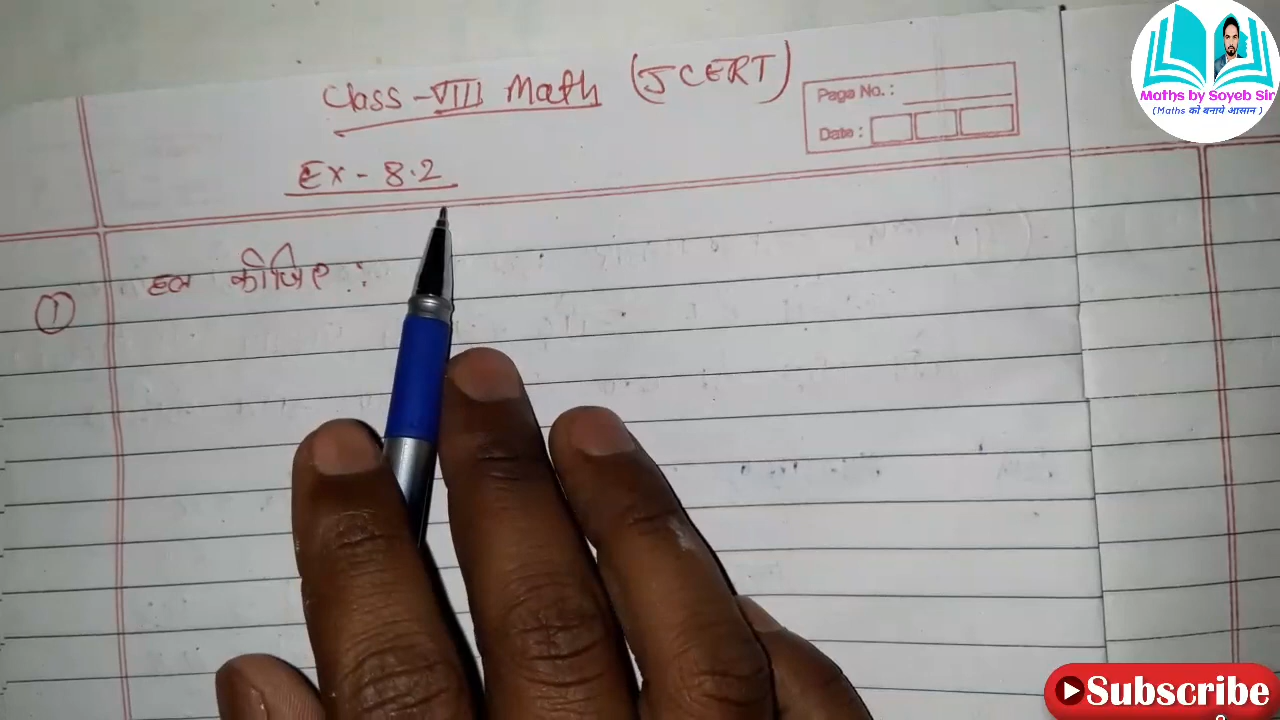 Class-VIII Math (JCERT)
Page No. :
Date :
Maths by Soyeb Sir
(Maths को बनाये आसान )
Ex - 8.2
① हल कीजिए :
Subscribe